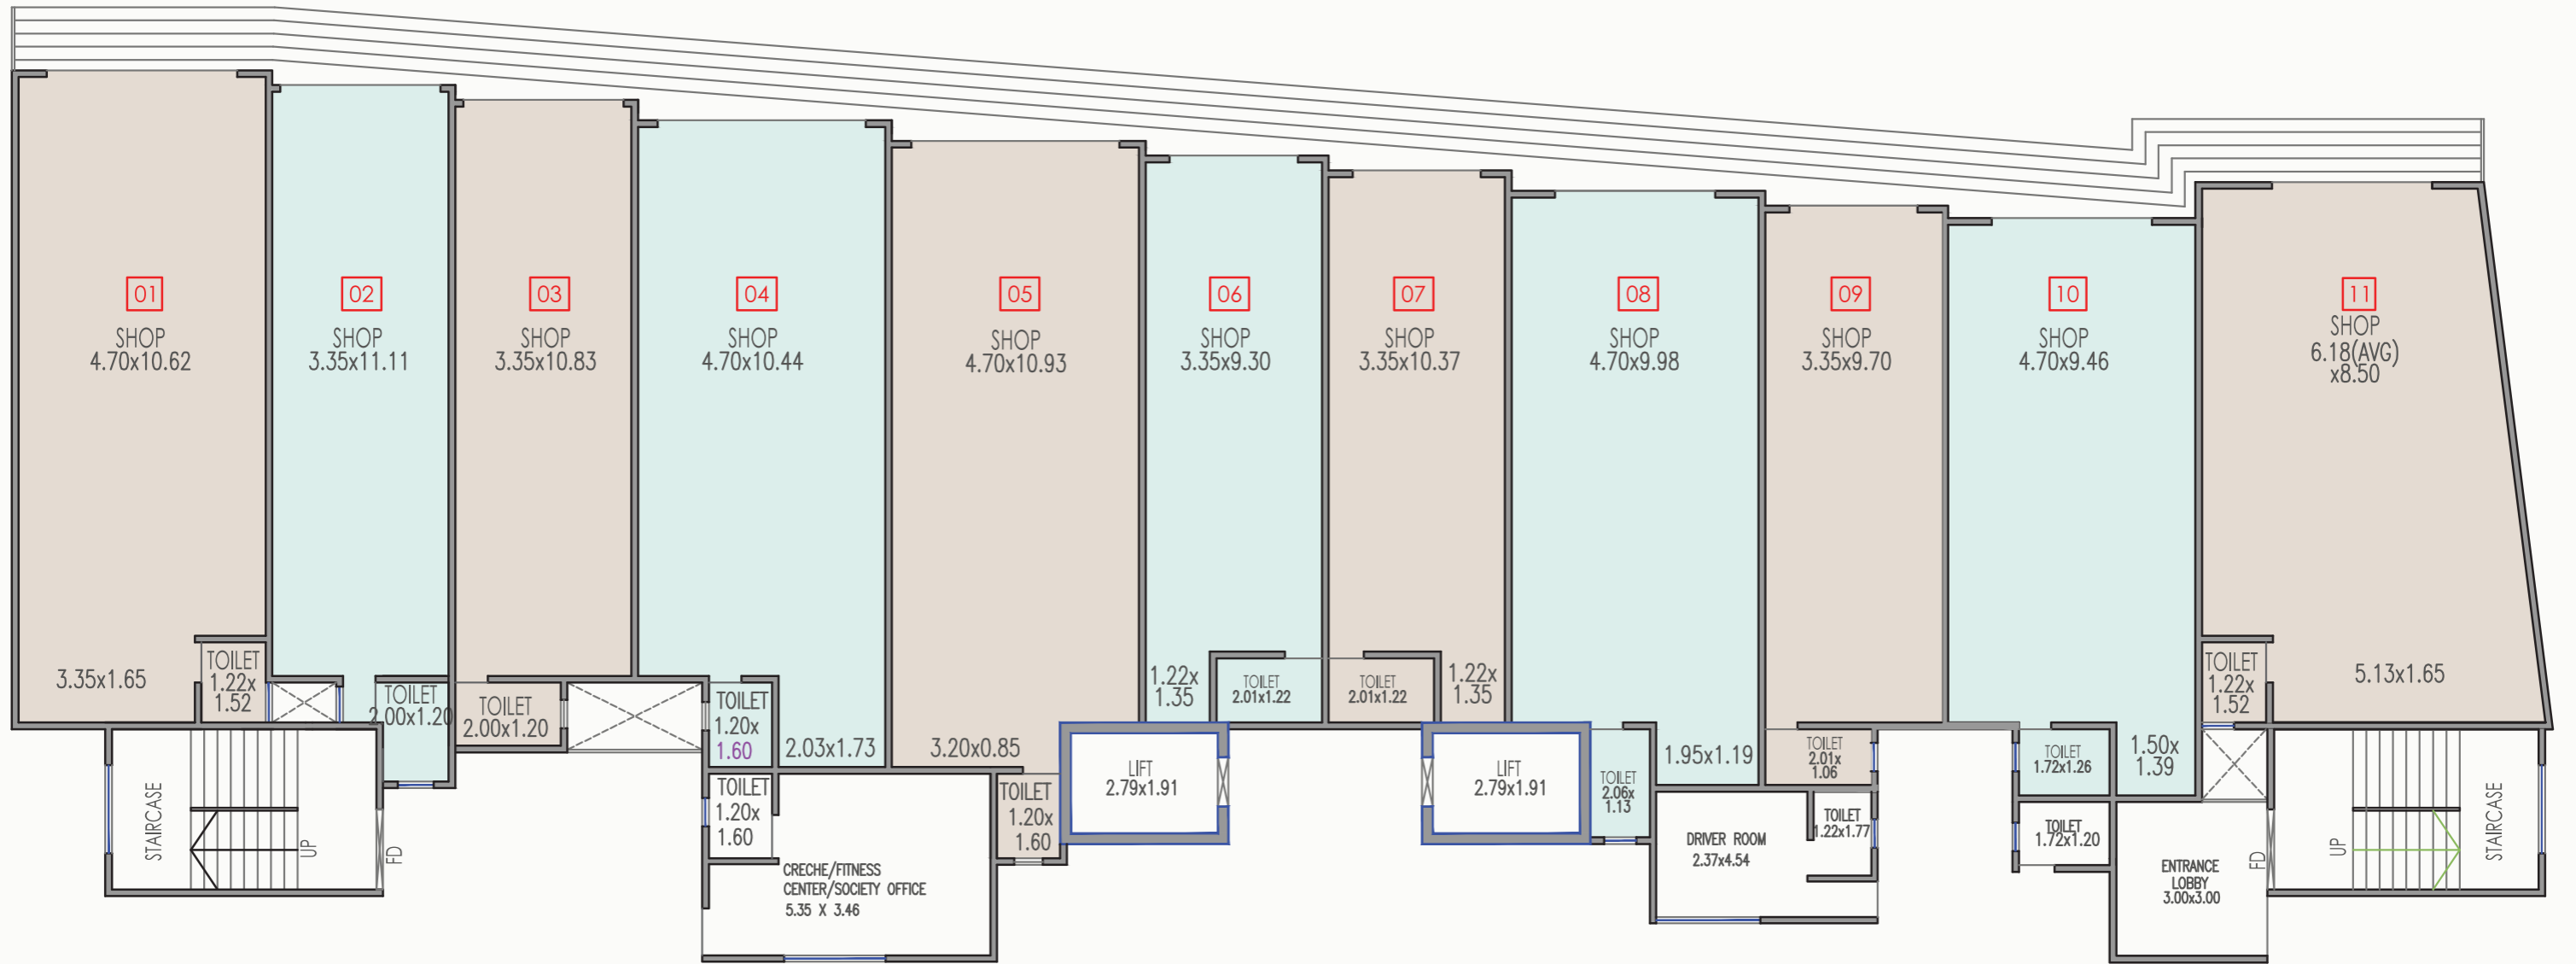 01
SHOP
4.70x10.62
3.35x1.65
TOILET
1.22x
1.52
02
SHOP
3.35x11.11
TOILET
2.00x1.20
03
SHOP
3.35x10.83
TOILET
2.00x1.20
04
SHOP
4.70x10.44
TOILET
1.20x
1.60
2.03x1.73
05
SHOP
4.70x10.93
3.20x0.85
TOILET
1.20x
1.60
06
SHOP
3.35x9.30
1.22x
1.35
TOILET
2.01x1.22
07
SHOP
3.35x10.37
TOILET
2.01x1.22
1.22x
1.35
08
SHOP
4.70x9.98
TOILET
2.06x
1.13
1.95x1.19
09
SHOP
3.35x9.70
TOILET
2.01x
1.06
10
SHOP
4.70x9.46
TOILET
1.72x1.26
1.50x
1.39
11
SHOP
6.18(AVG)
x8.50
TOILET
1.22x
1.52
5.13x1.65
STAIRCASE
UP
FD
TOILET
1.20x
1.60
CRECHE/FITNESS
CENTER/SOCIETY OFFICE
5.35 X 3.46
LIFT
2.79x1.91
LIFT
2.79x1.91
DRIVER ROOM
2.37x4.54
TOILET
1.22x1.77
TOILET
1.72x1.20
ENTRANCE
LOBBY
3.00x3.00
FD
UP
STAIRCASE